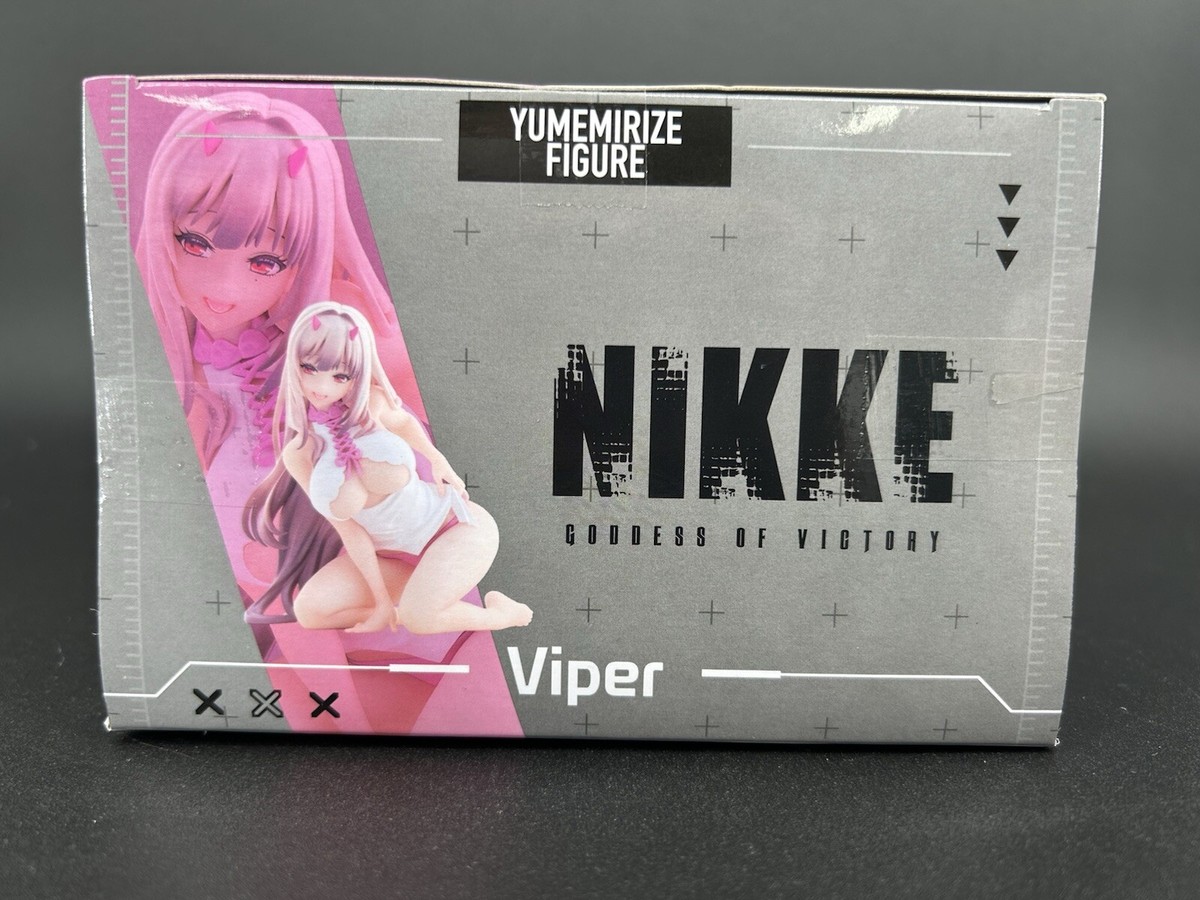 YUMEMIRIZE
FIGURE
NIKKE
GODDESS OF VICTORY
Viper